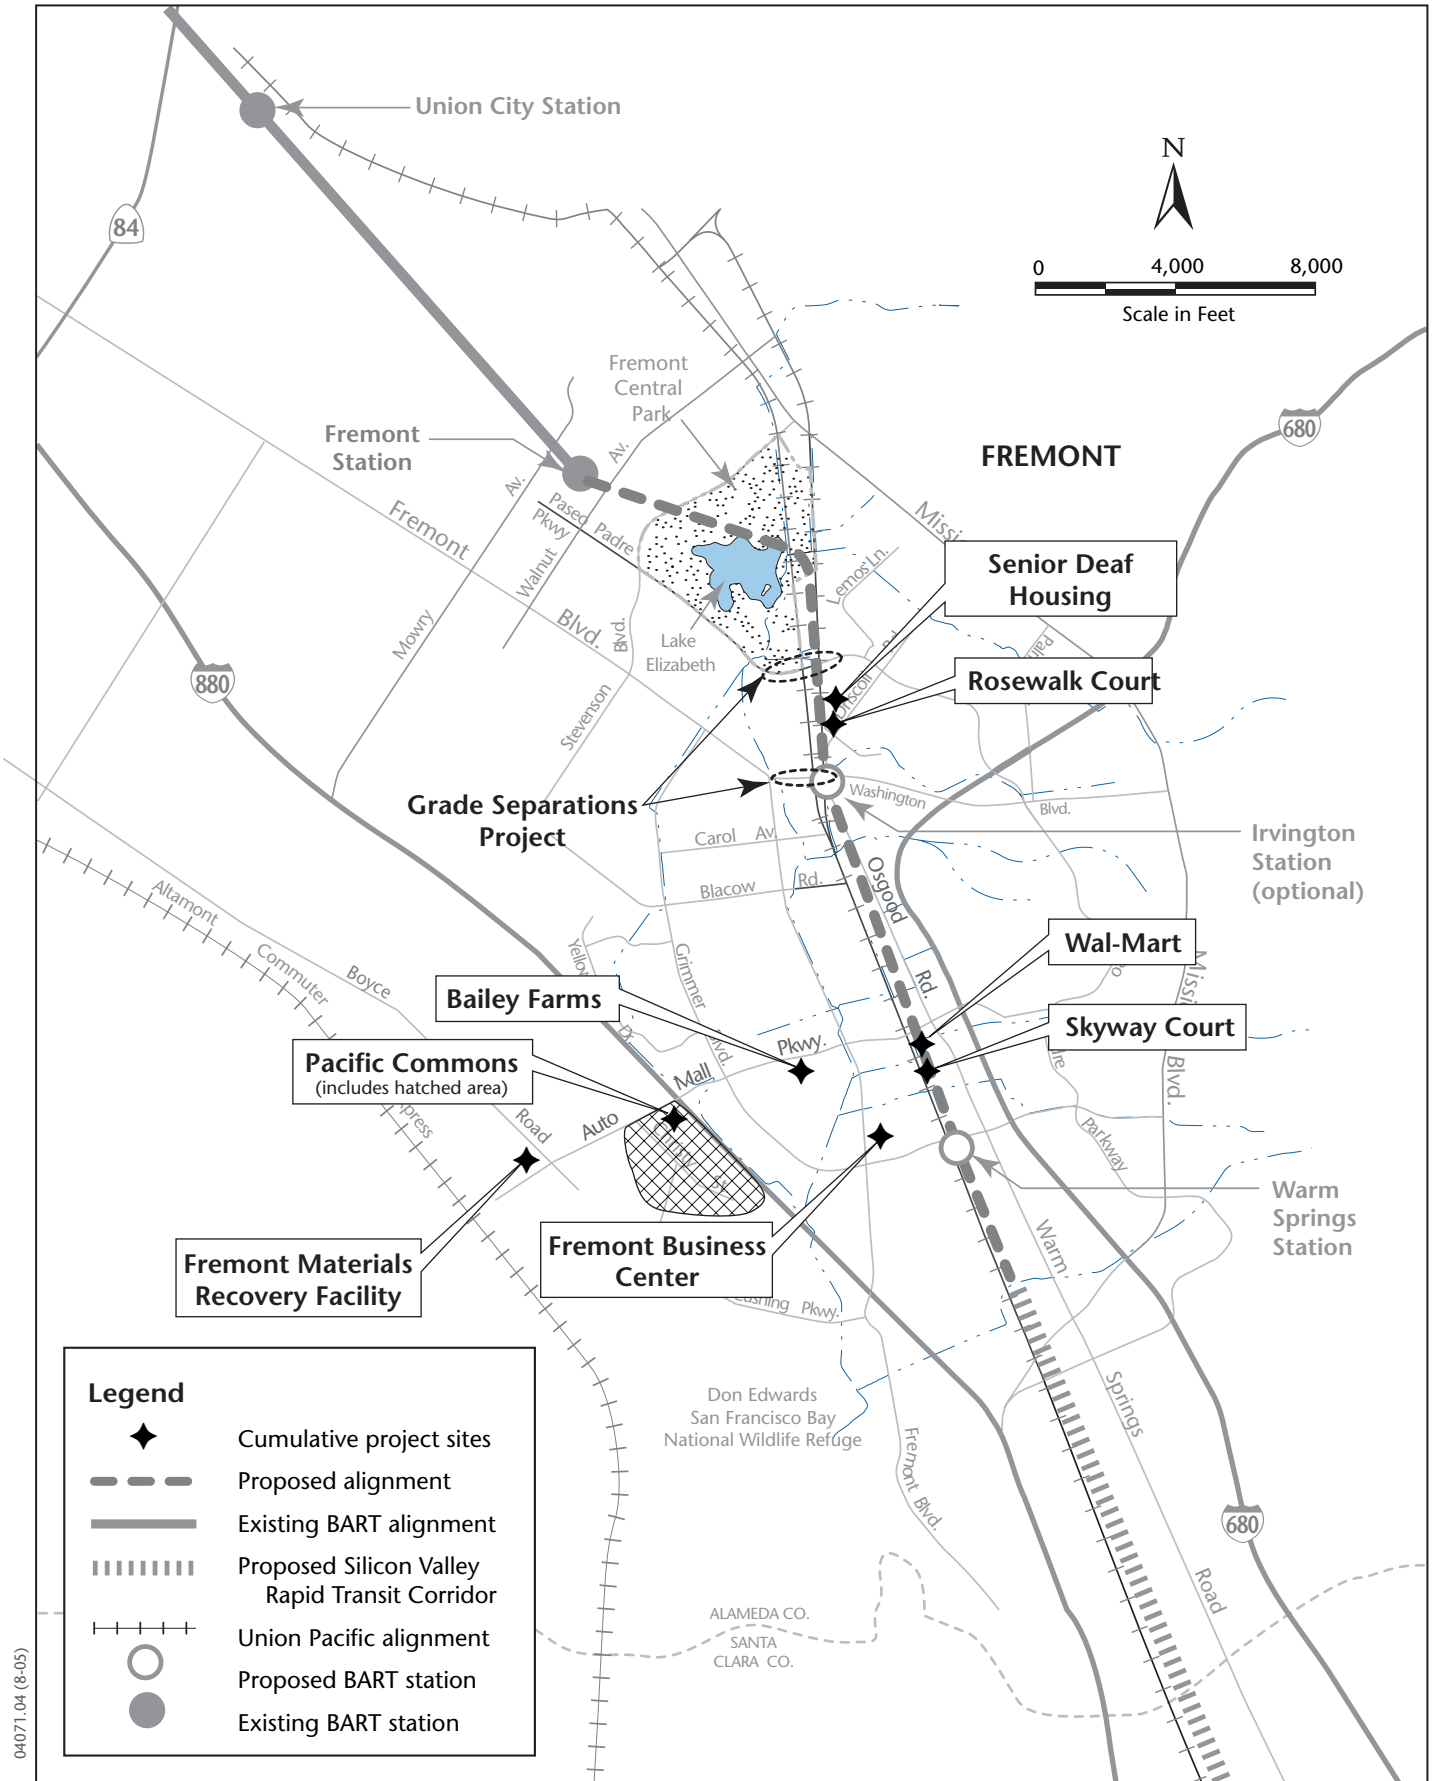 Union City Station
N
84
0 4,000 8,000
Scale in Feet
Fremont
Central
Park
680
Fremont
Station
FREMONT
Av.
Av.
Fremont
Pased Padre
Pkwy
Walnut
Mowry
Blvd.
Blvd.
Stevenson
Lake
Elizabeth
Lemos Ln.
Senior Deaf
Housing
Rosewalk Court
880
Grade Separations
Project
Washington
Blvd.
Irvington
Station
(optional)
Carol Av.
Blacow Rd.
Osgood
Rd.
Wal-Mart
Skyway Court
Altamont
Commuter
Boyce
Road
Grimmer
Dr.
Bailey Farms
Pacific Commons
(includes hatched area)
Auto
Mall
Pkwy.
Blvd.
Parkway
Fremont Materials
Recovery Facility
Fremont Business
Center
Warm
Springs
Station
Warm
Springs
Road
Pkwy.
Don Edwards
San Francisco Bay
National Wildlife Refuge
Fremont Blvd.
680
ALAMEDA CO.
SANTA
CLARA CO.
Legend
Cumulative project sites
Proposed alignment
Existing BART alignment
Proposed Silicon Valley
Rapid Transit Corridor
Union Pacific alignment
Proposed BART station
Existing BART station
04071.04 (8-05)